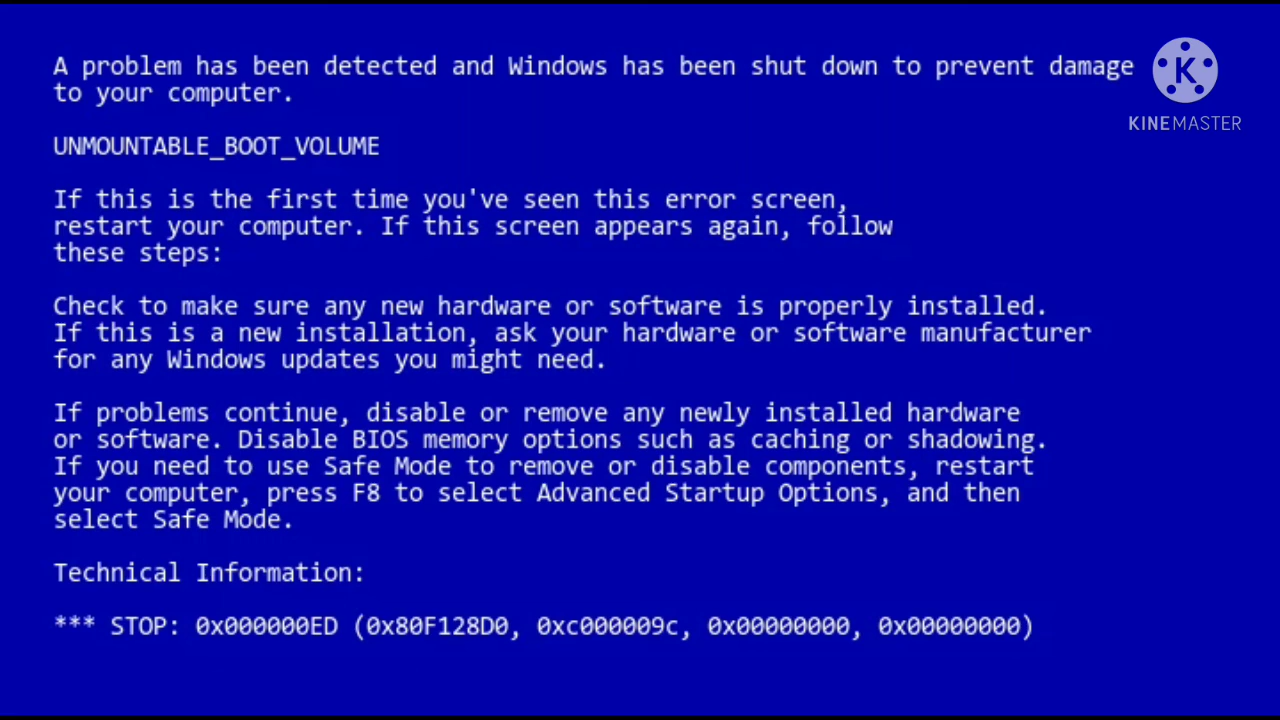 A problem has been detected and Windows has been shut down to prevent damage
to your computer.
K
KINEMASTER
UNMOUNTABLE_BOOT_VOLUME
If this is the first time you've seen this error screen,
restart your computer. If this screen appears again, follow
these steps:
Check to make sure any new hardware or software is properly installed.
If this is a new installation, ask your hardware or software manufacturer
for any Windows updates you might need.
If problems continue, disable or remove any newly installed hardware
or software. Disable BIOS memory options such as caching or shadowing.
If you need to use Safe Mode to remove or disable components, restart
your computer, press F8 to select Advanced Startup Options, and then
select Safe Mode.
Technical Information:
*** STOP: 0x000000ED (0x80F128D0, 0xc000009c, 0x00000000, 0x00000000)